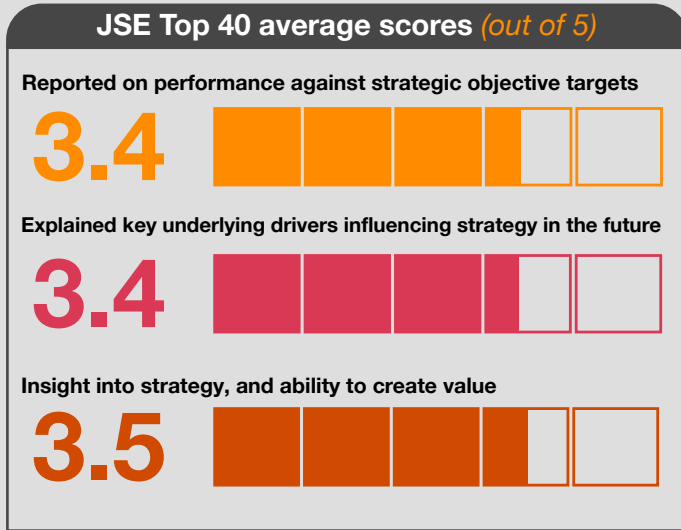 JSE Top 40 average scores (out of 5)
Reported on performance against strategic objective targets
3.4
Explained key underlying drivers influencing strategy in the future
3.4
Insight into strategy, and ability to create value
3.5